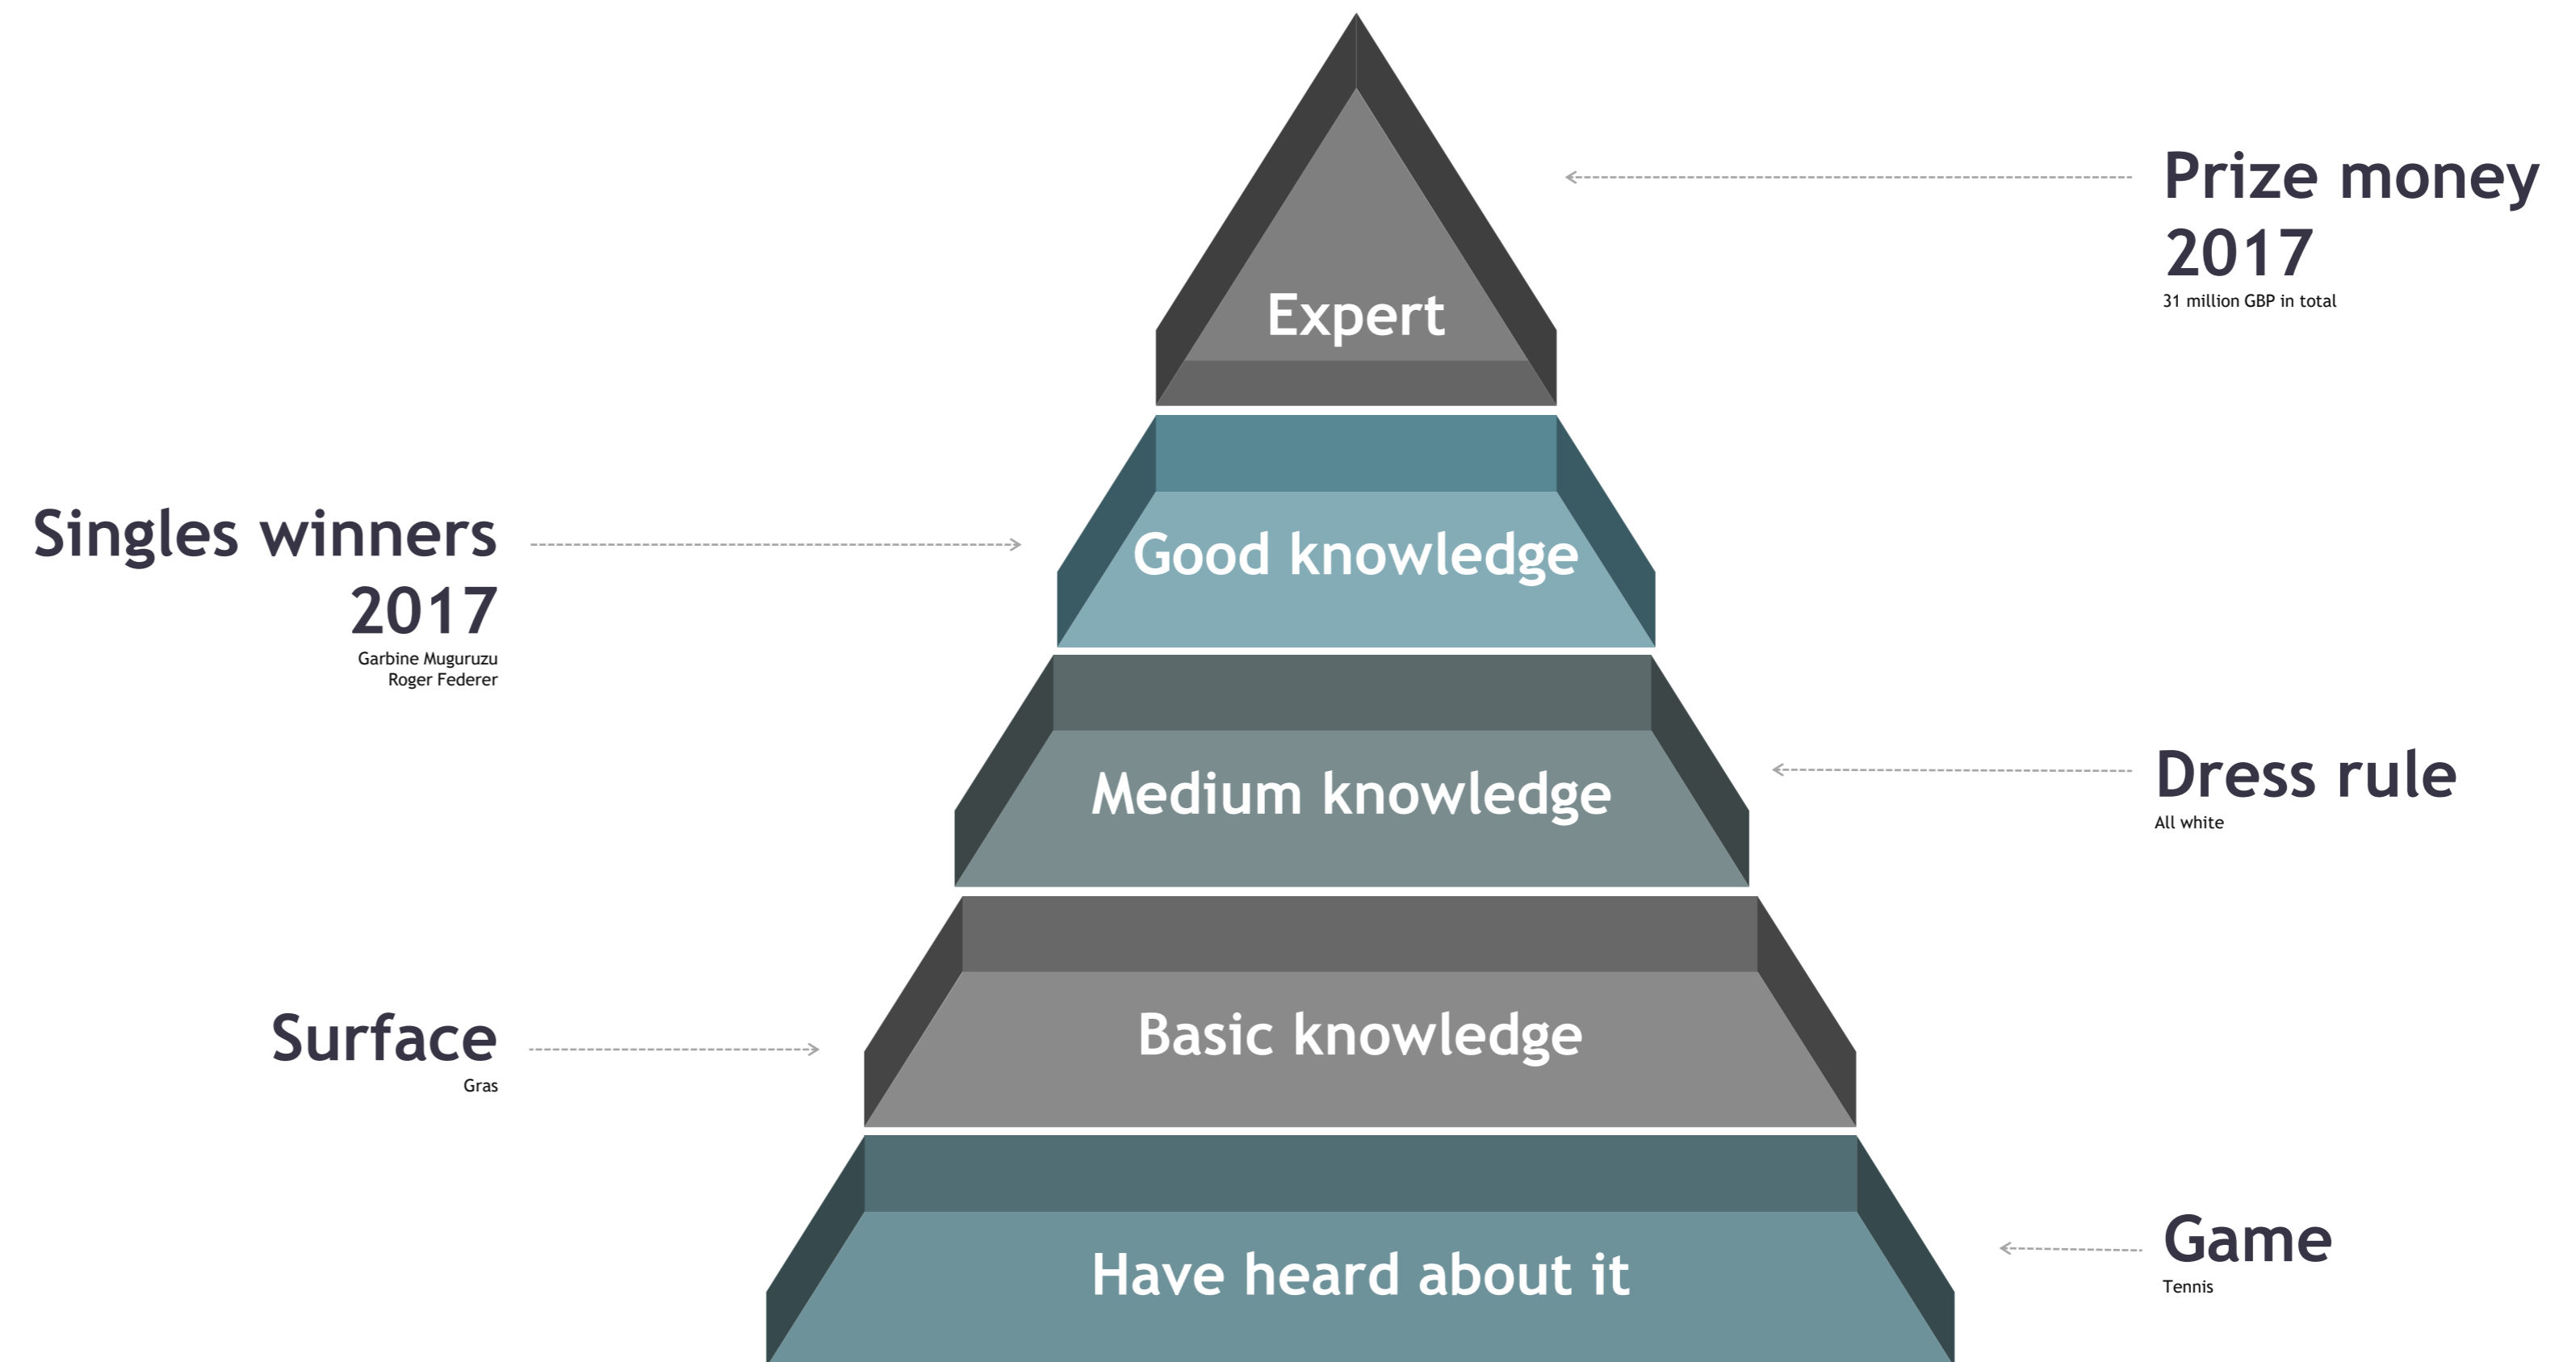 Prize money
2017
31 million GBP in total
Expert
Singles winners
2017
Garbine Muguruzu
Roger Federer
Good knowledge
Dress rule
All white
Medium knowledge
Surface
Gras
Basic knowledge
Game
Tennis
Have heard about it